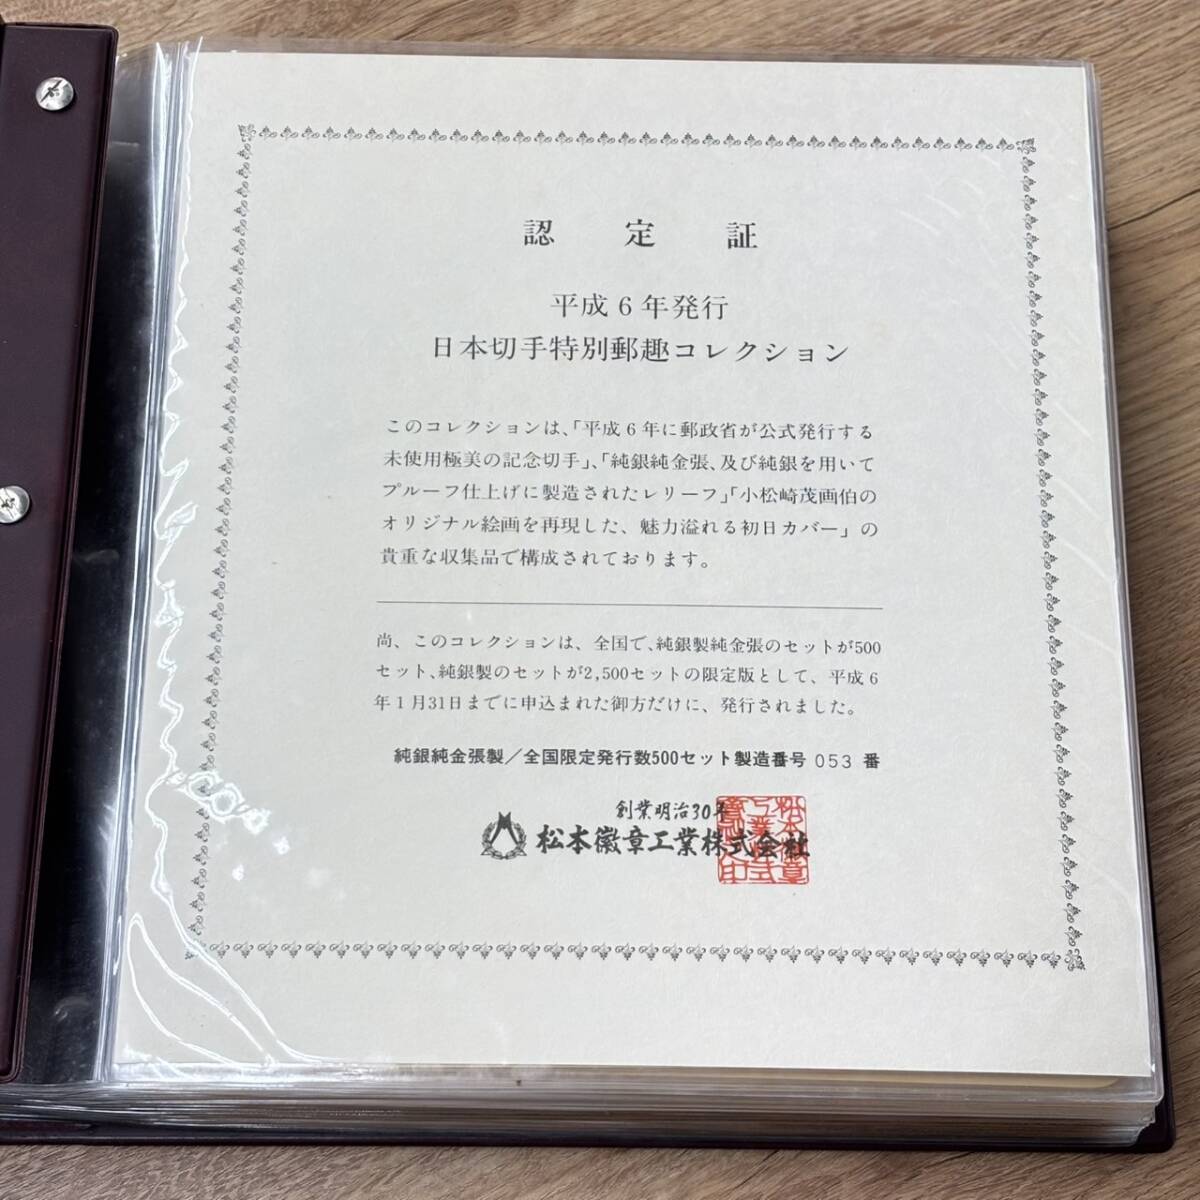 認定証
平成6年発行
日本切手特別郵趣コレクション
このコレクションは、「平成6年に郵政省が公式発行する
未使用極美の記念切手」、「純銀純金張、及び純銀を用いて
プルーフ仕上げに製造されたレリーフ」「小松崎茂画伯の
オリジナル絵画を再現した、魅力溢れる初日カバー」の
貴重な収集品で構成されております。
尚、このコレクションは、全国で、純銀製純金張のセットが500
セット、純銀製のセットが2,500セットの限定版として、平成6
年1月31日までに申込まれた御方だけに、発行されました。
純銀純金張製/全国限定発行数500セット製造番号 053 番
創業明治30年
松本徽章工業株式会社